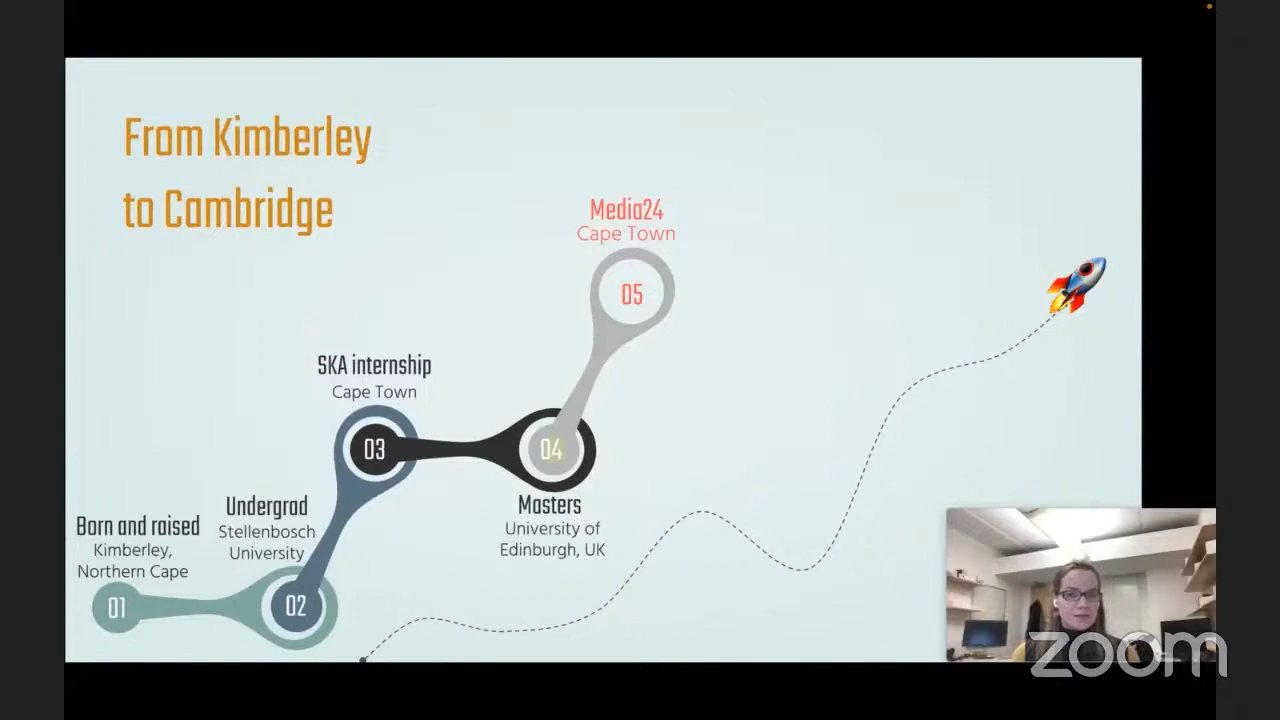 From Kimberley
to Cambridge
Media24
Cape Town
05
SKA internship
Cape Town
03
04
Masters
University of
Edinburgh, UK
Undergrad
Stellenbosch
University
Born and raised
Kimberley,
Northern Cape
01
02
zoom